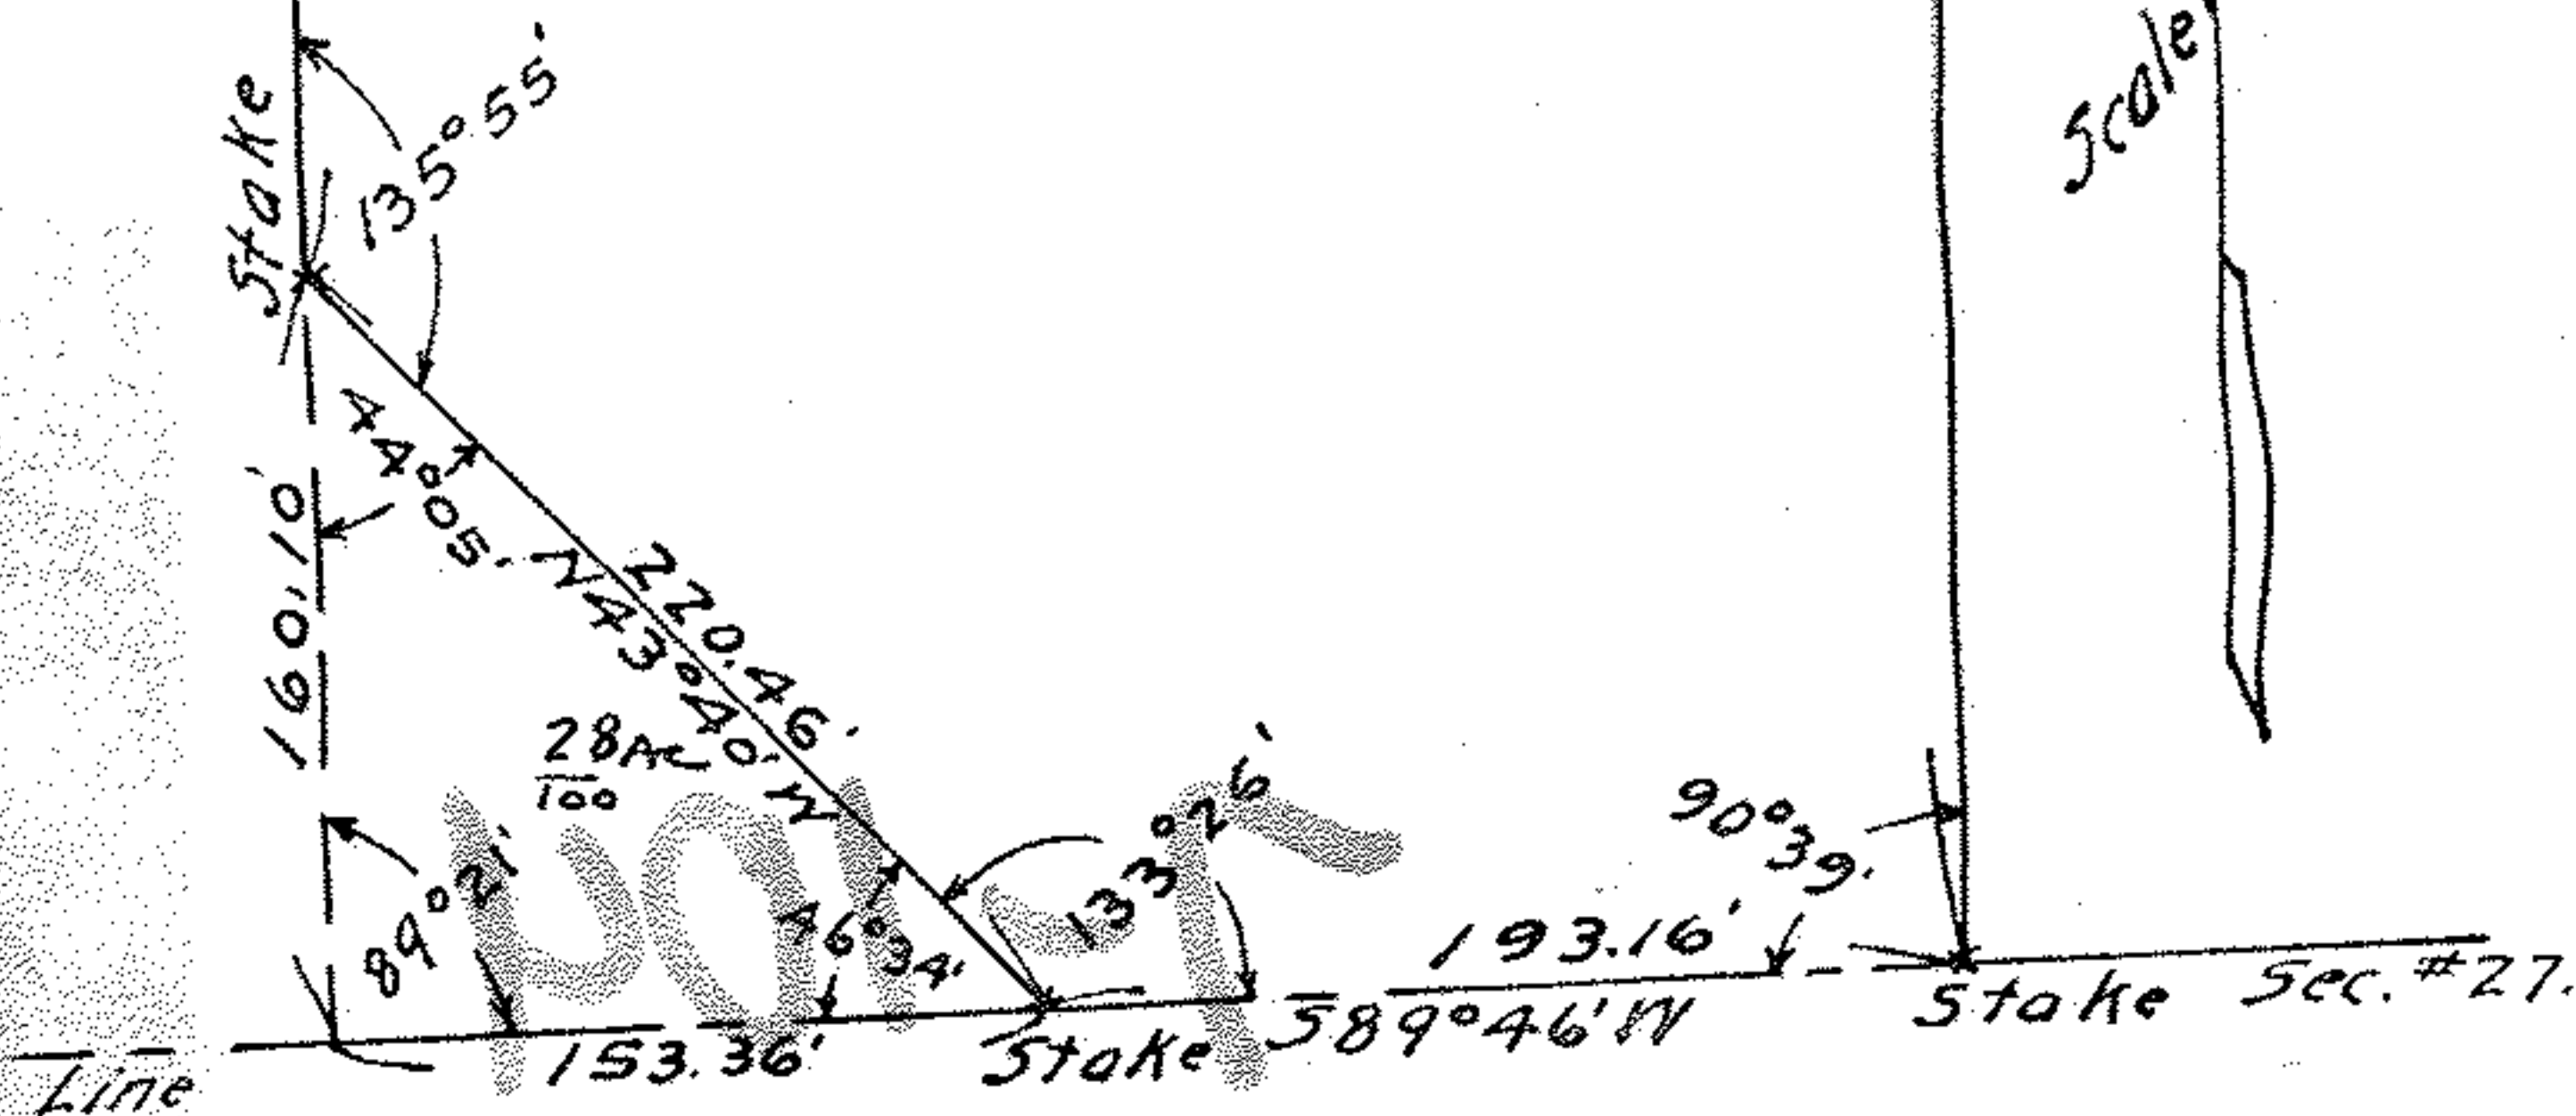 Stake
135°55'
Scale
44°05'
160.10'
220.46'
N43°40'W
28 Ac
100
89°21'
46°34'
133°26'
90°39'
193.16'
S89°46'W
153.36'
Stake
Stake
Sec. #27.
Line